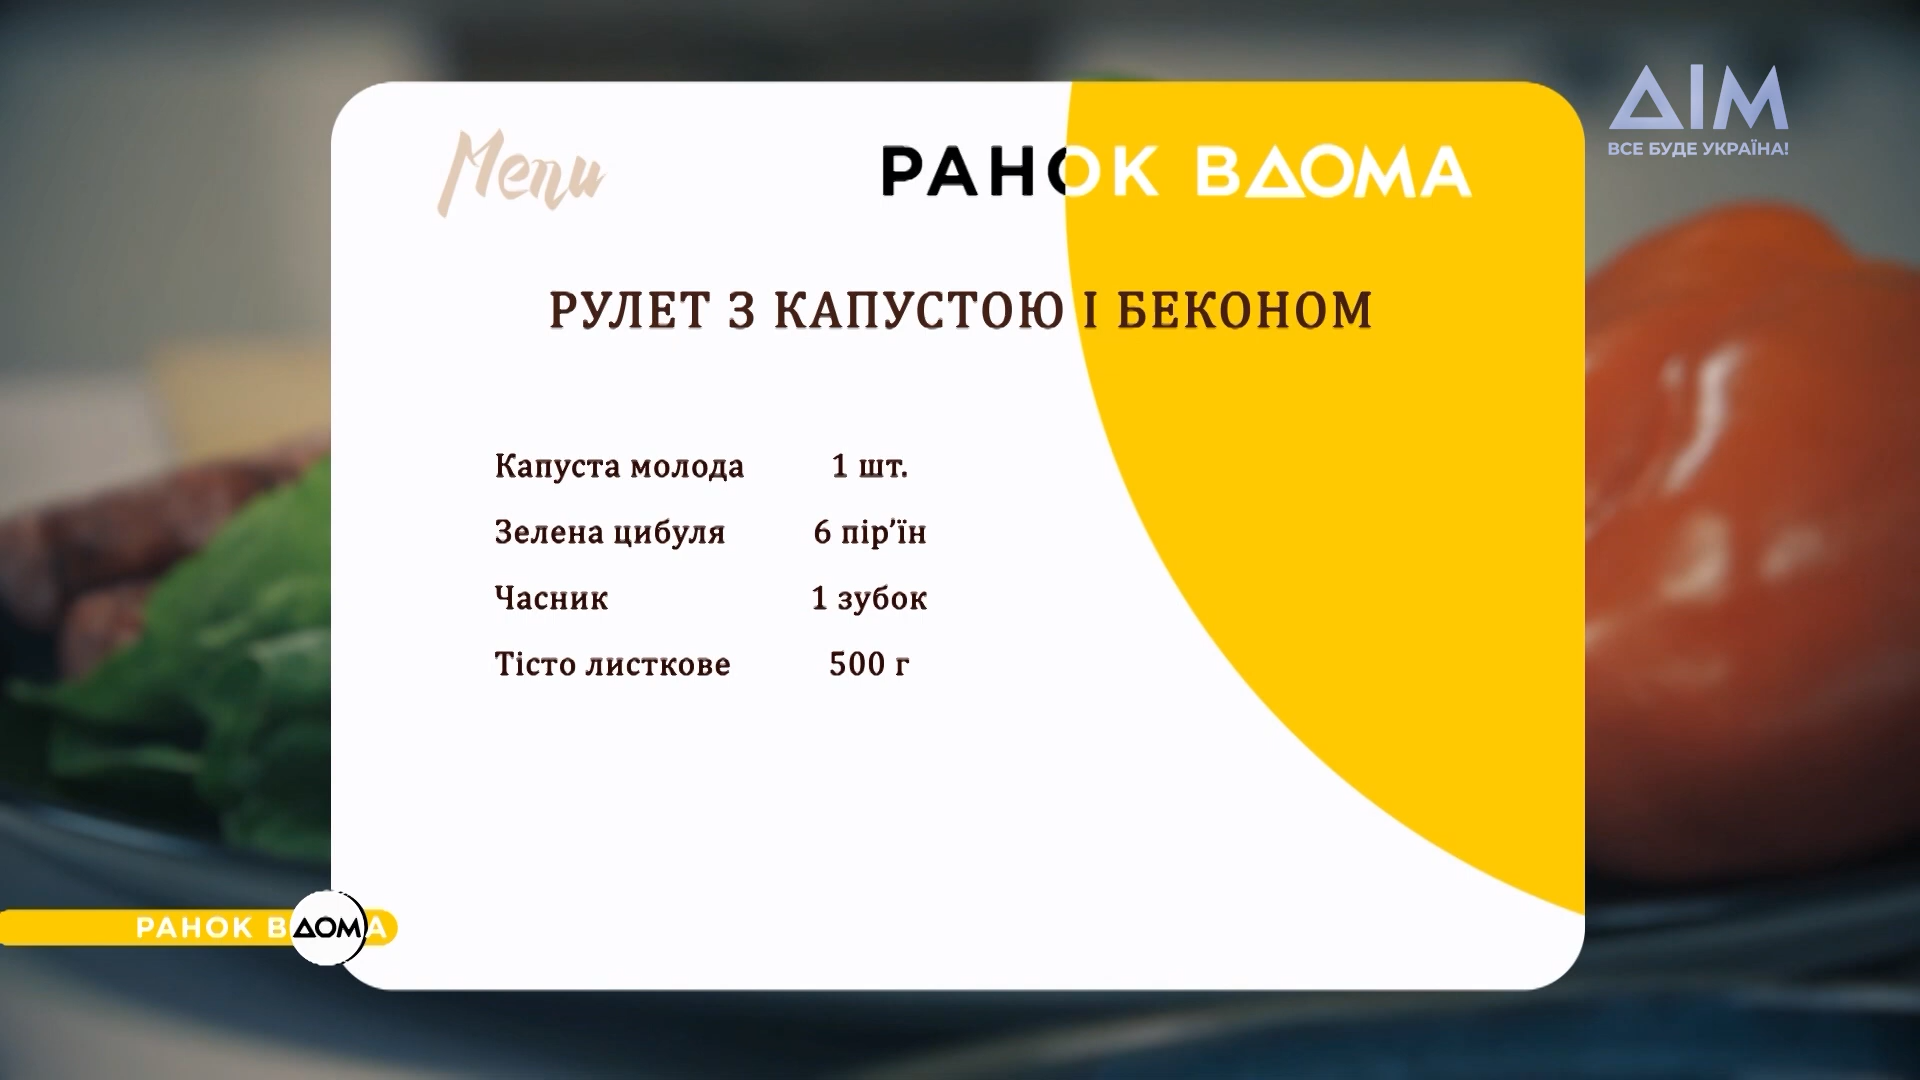 ДІМ
ВСЕ БУДЕ УКРАЇНА!
Menu
РАНОК ВДОМА
РУЛЕТ З КАПУСТОЮ І БЕКОНОМ
Капуста молода 1 шт.
Зелена цибуля 6 пір’їн
Часник 1 зубок
Тісто листкове 500 г
РАНОК ВДОМА